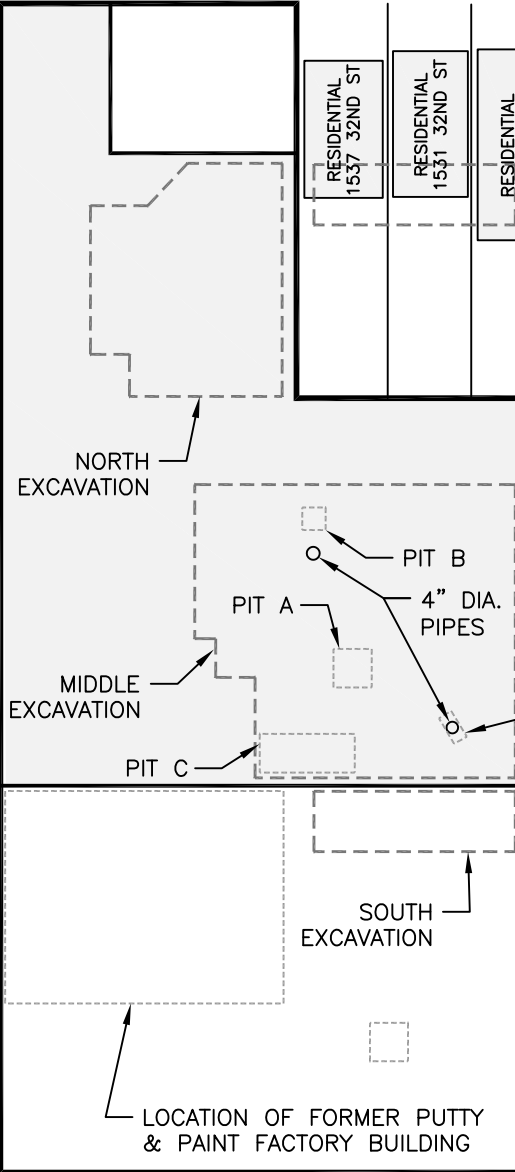 RESIDENTIAL
1537 32ND ST
RESIDENTIAL
1531 32ND ST
RESIDENTIAL
NORTH
EXCAVATION
PIT B
PIT A
4” DIA.
PIPES
MIDDLE
EXCAVATION
PIT C
SOUTH
EXCAVATION
LOCATION OF FORMER PUTTY
& PAINT FACTORY BUILDING